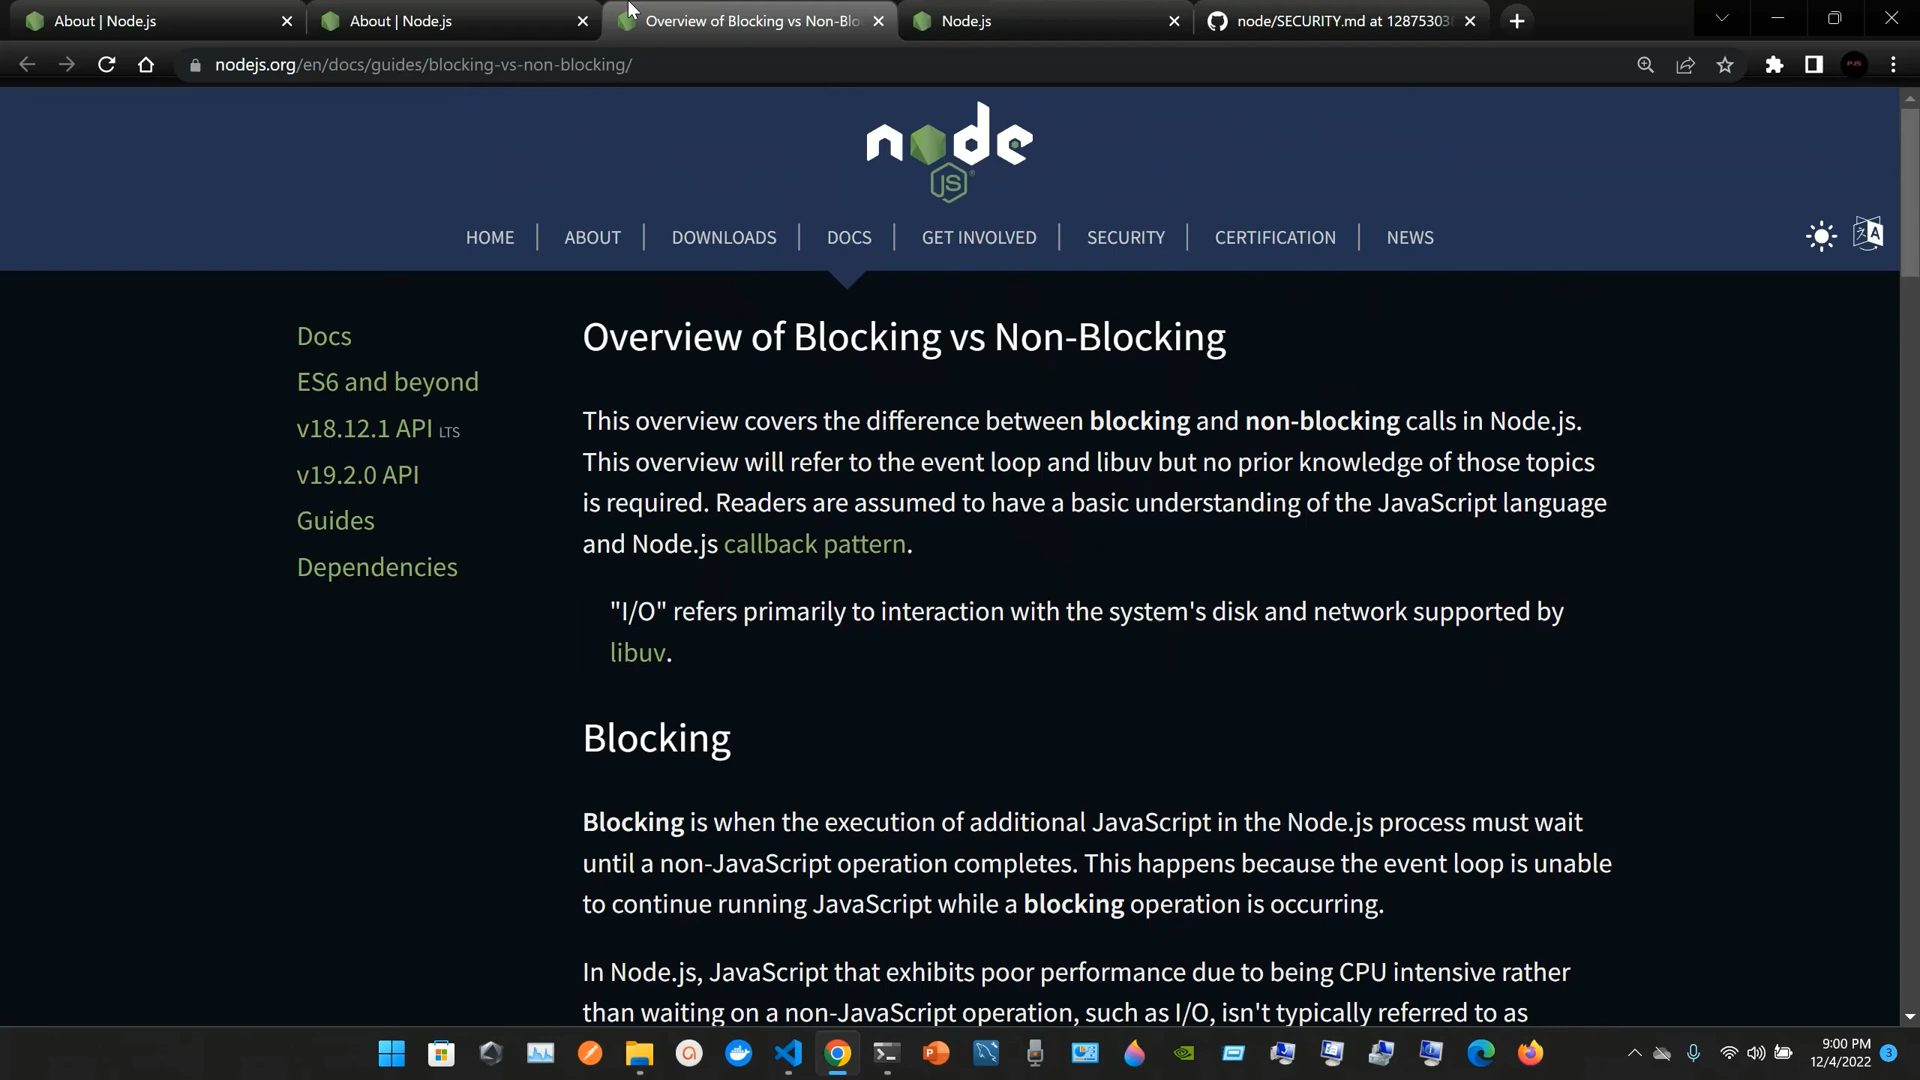 About | Node.js
About | Node.js
Overview of Blocking vs Non-Blo
Node.js
node/SECURITY.md at 12875303
nodejs.org/en/docs/guides/blocking-vs-non-blocking/
PJS
node
JS
HOME | ABOUT | DOWNLOADS | DOCS | GET INVOLVED | SECURITY | CERTIFICATION | NEWS
Docs
ES6 and beyond
v18.12.1 API LTS
v19.2.0 API
Guides
Dependencies
Overview of Blocking vs Non-Blocking
This overview covers the difference between blocking and non-blocking calls in Node.js.
This overview will refer to the event loop and libuv but no prior knowledge of those topics
is required. Readers are assumed to have a basic understanding of the JavaScript language
and Node.js callback pattern.
"I/O" refers primarily to interaction with the system's disk and network supported by
libuv.
Blocking
Blocking is when the execution of additional JavaScript in the Node.js process must wait
until a non-JavaScript operation completes. This happens because the event loop is unable
to continue running JavaScript while a blocking operation is occurring.
In Node.js, JavaScript that exhibits poor performance due to being CPU intensive rather
than waiting on a non-JavaScript operation, such as I/O, isn't typically referred to as
9:00 PM
12/4/2022
3